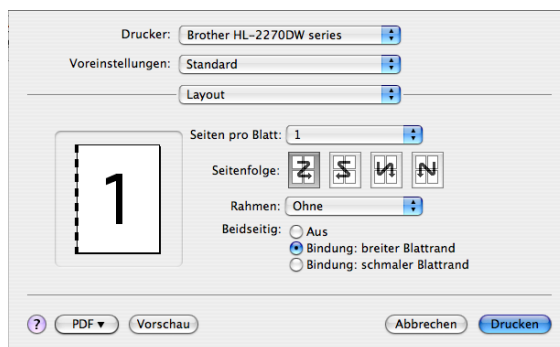 Drucker: Brother HL-2270DW series
Voreinstellungen: Standard
Layout
Seiten pro Blatt: 1
Seitenfolge:
Rahmen: Ohne
Beidseitig: Aus
Bindung: breiter Blattrand
Bindung: schmaler Blattrand
1
? PDF ▼ Vorschau Abbrechen Drucken